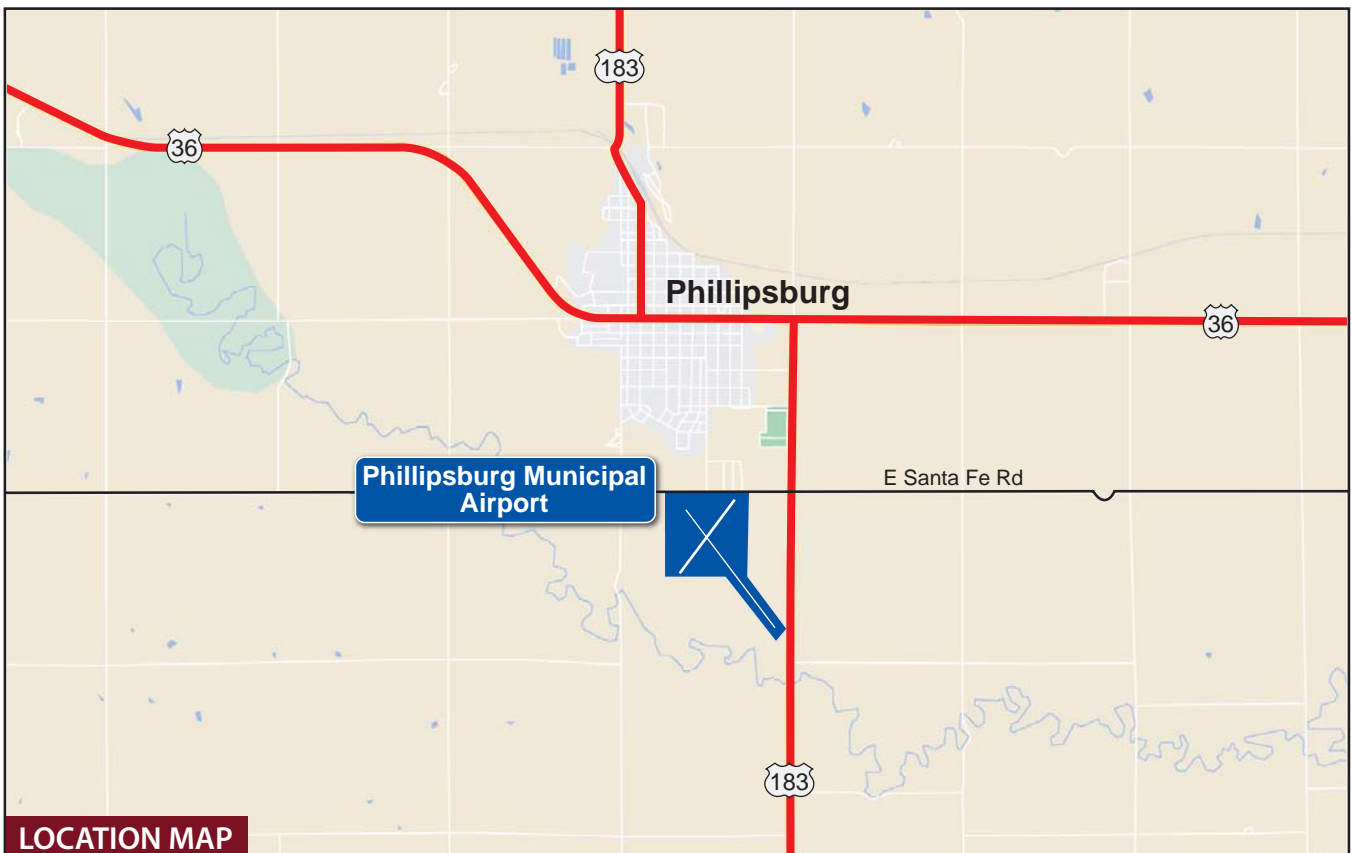 183
36
Phillipsburg
36
Phillipsburg Municipal
Airport
E Santa Fe Rd
183
LOCATION MAP